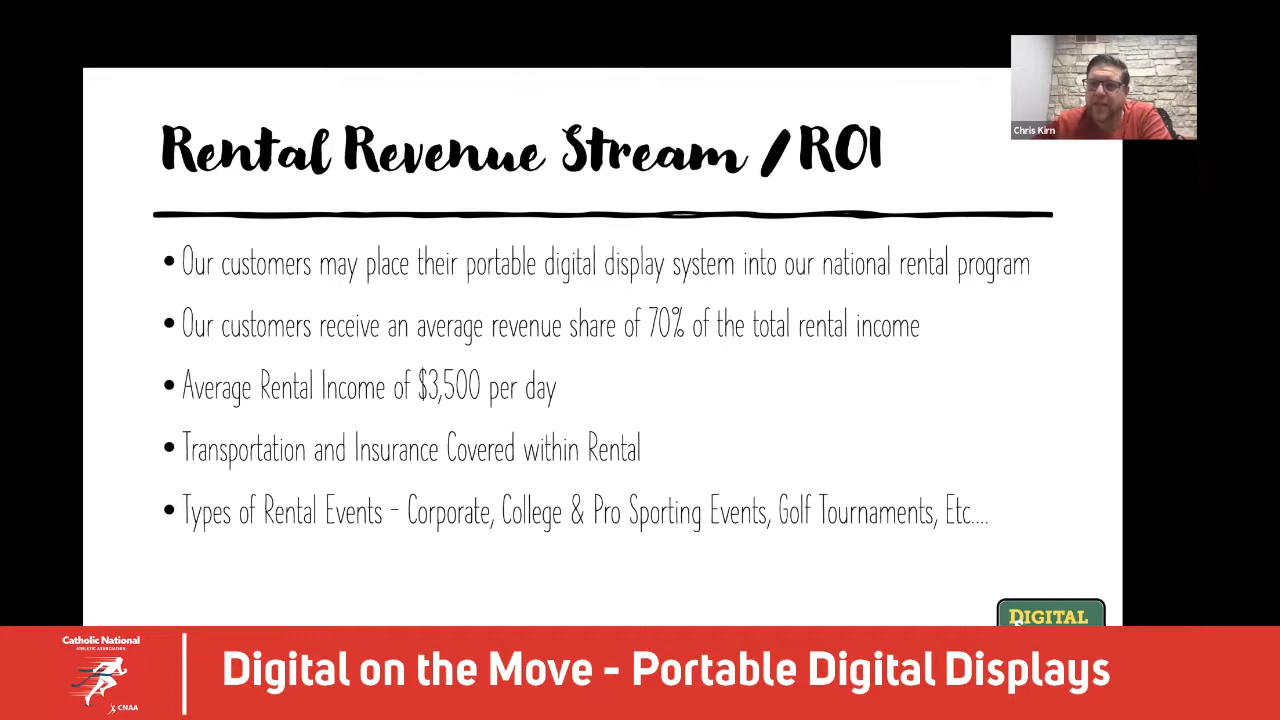 Chris Kirn
Rental Revenue Stream / ROI
• Our customers may place their portable digital display system into our national rental program
• Our customers receive an average revenue share of 70% of the total rental income
• Average Rental Income of $3,500 per day
• Transportation and Insurance Covered within Rental
• Types of Rental Events - Corporate, College & Pro Sporting Events, Golf Tournaments, Etc....
DIGITAL
Catholic National
ATHLETIC ASSOCIATION
CNAA
Digital on the Move - Portable Digital Displays